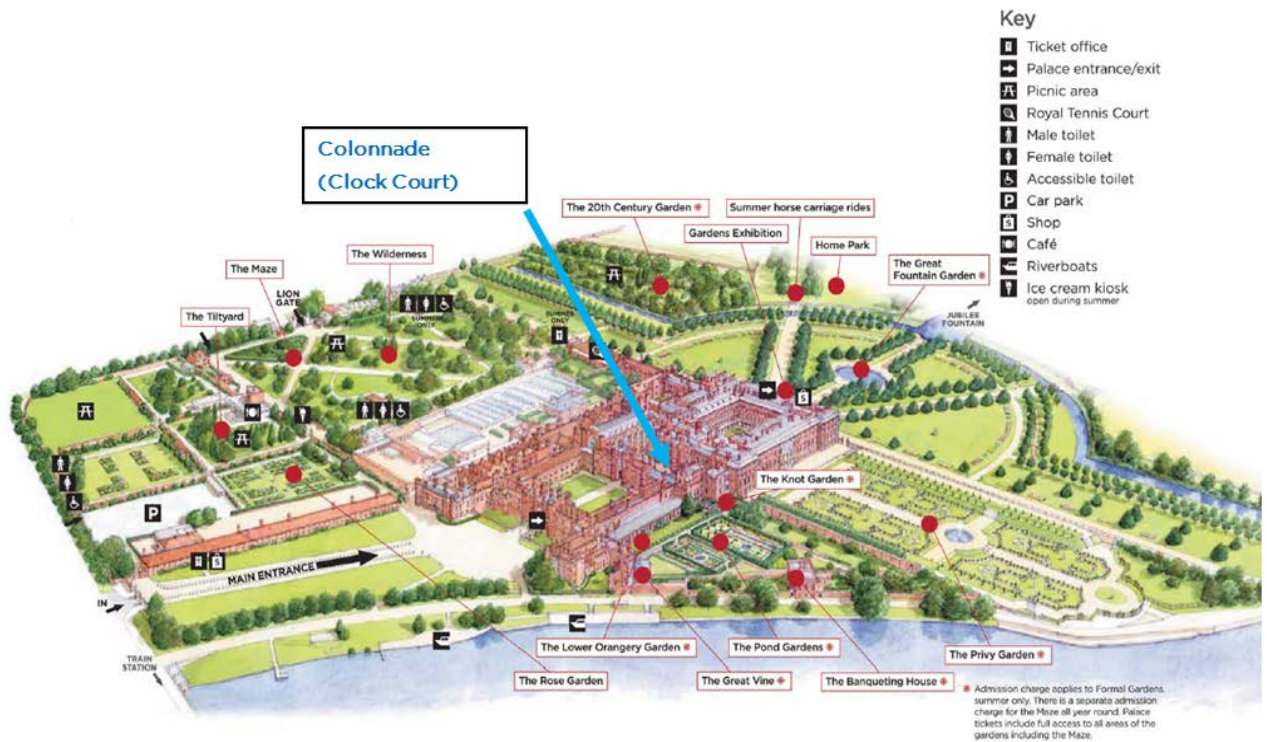 Key
Ticket office
Palace entrance/exit
Picnic area
Royal Tennis Court
Male toilet
Female toilet
Accessible toilet
P Car park
S Shop
Café
Riverboats
Ice cream kiosk
open during summer
Colonnade
(Clock Court)
The 20th Century Garden ❋
Summer horse carriage rides
Gardens Exhibition
Home Park
The Great
Fountain Garden ❋
JUBILEE
FOUNTAIN
The Wilderness
The Maze
LION
GATE
The Tiltyard
SUMMER
ONLY
SUMMER
ONLY
S
The Knot Garden ❋
P
S
MAIN ENTRANCE
IN
TRAIN
STATION
The Lower Orangery Garden ❋
The Pond Gardens ❋
The Privy Garden ❋
The Rose Garden
The Great Vine ❋
The Banqueting House ❋
❋ Admission charge applies to Formal Gardens,
summer only. There is a separate admission
charge for the Maze all year round. Palace
tickets include full access to all areas of the
gardens including the Maze.